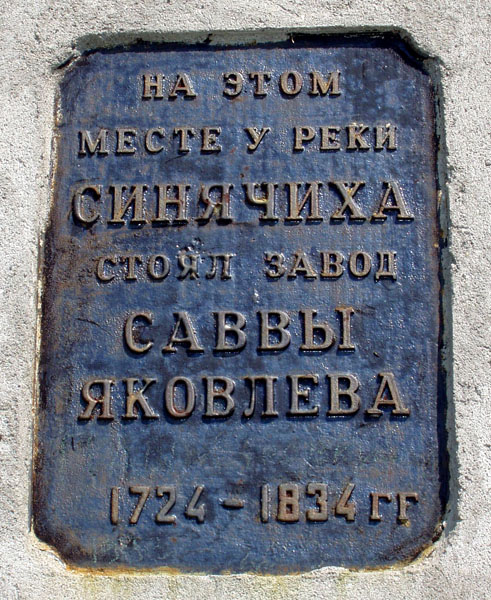 НА ЭТОМ
МЕСТЕ У РЕКИ
СИНЯЧИХА
СТОЯЛ ЗАВОД
САВВЫ
ЯКОВЛЕВА
1724 - 1834 ГГ